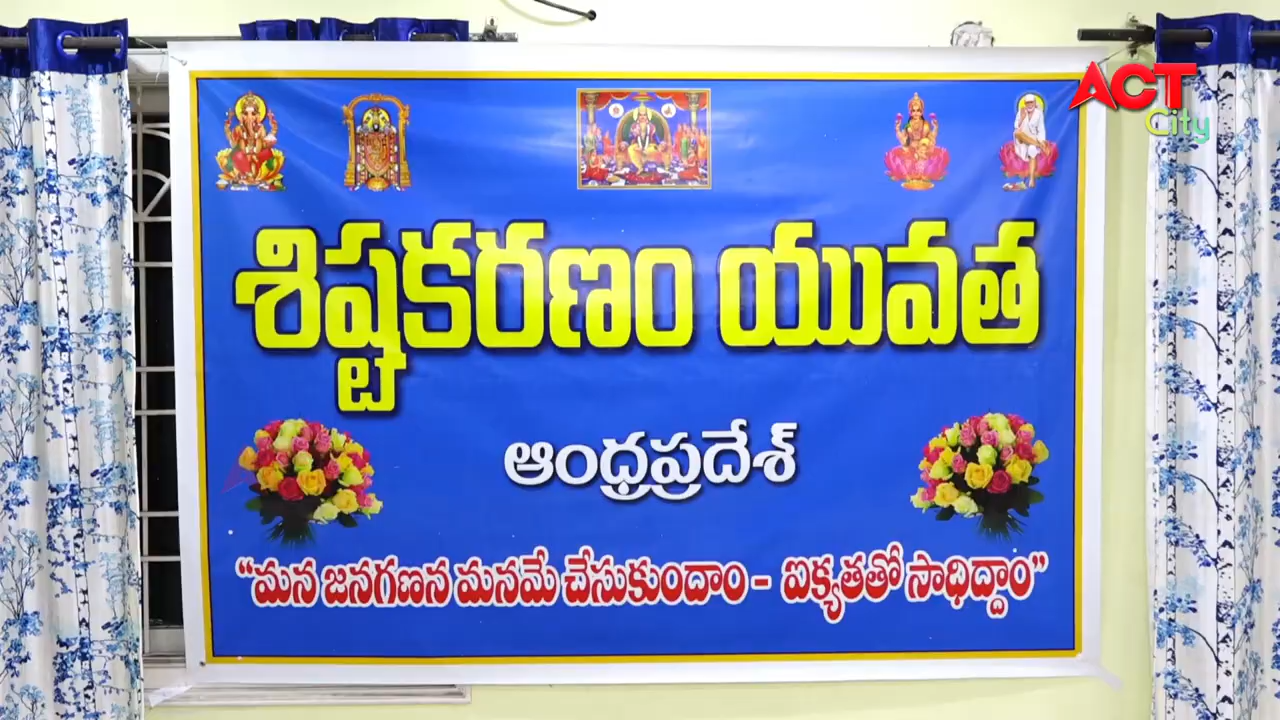 ACT
City
శిష్టకరణం యువత
ఆంధ్రప్రదేశ్
“మన జనగణన మనమే చేసుకుందాం - ఐక్యతతో సాధిద్దాం”